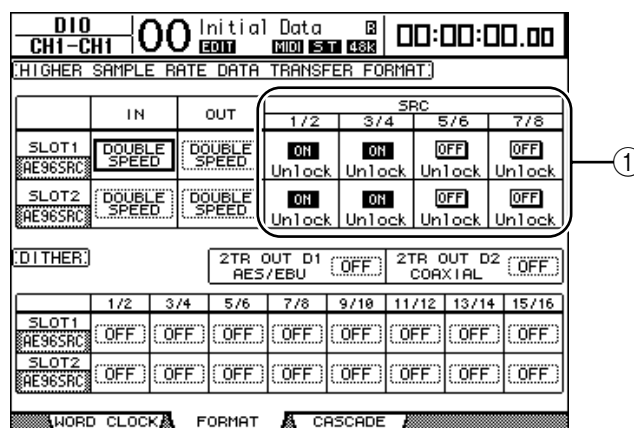 DIO
CH1-CH1
00
Initial Data
EDIT
MIDI ST 48K
00:00:00.00
HIGHER SAMPLE RATE DATA TRANSFER FORMAT
IN OUT SRC
1/2 3/4 5/6 7/8
SLOT1 AE96SRC DOUBLE SPEED DOUBLE SPEED ON Unlock ON Unlock OFF Unlock OFF Unlock
SLOT2 AE96SRC DOUBLE SPEED DOUBLE SPEED ON Unlock ON Unlock OFF Unlock OFF Unlock
1
DITHER
2TR OUT D1 AES/EBU OFF 2TR OUT D2 COAXIAL OFF
1/2 3/4 5/6 7/8 9/10 11/12 13/14 15/16
SLOT1 AE96SRC OFF OFF OFF OFF OFF OFF OFF OFF
SLOT2 AE96SRC OFF OFF OFF OFF OFF OFF OFF OFF
WORD CLOCK FORMAT CASCADE